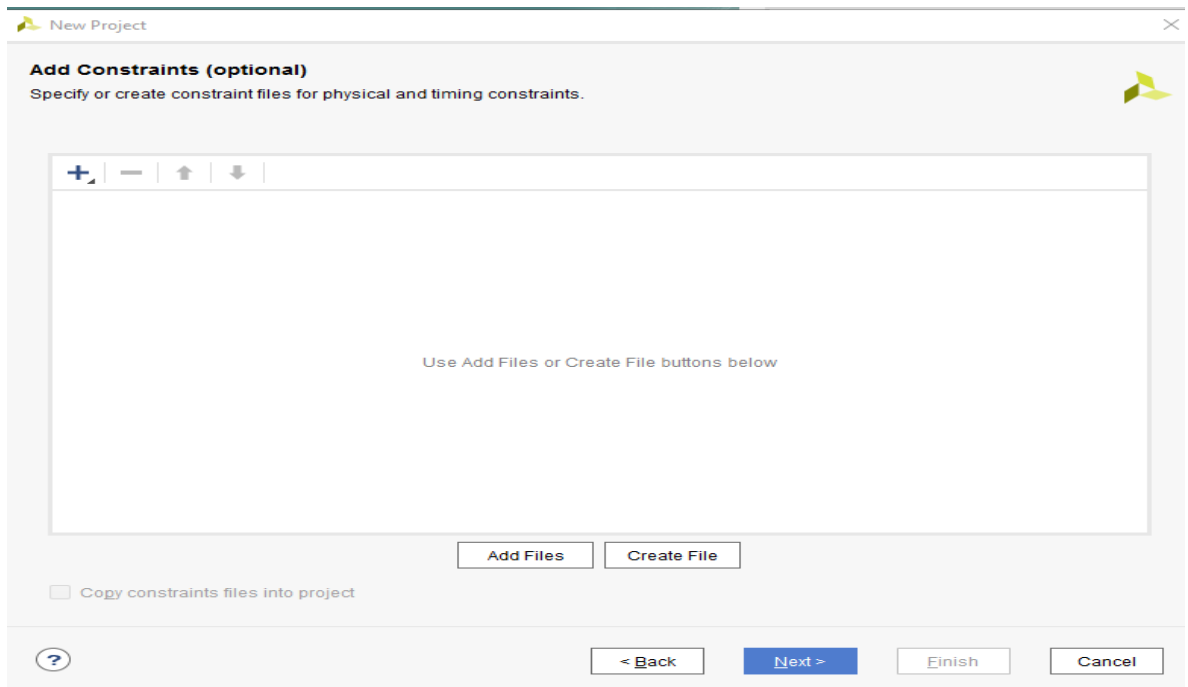 New Project
Add Constraints (optional)
Specify or create constraint files for physical and timing constraints.
Use Add Files or Create File buttons below
Add Files Create File
Copy constraints files into project
? < Back Next > Finish Cancel